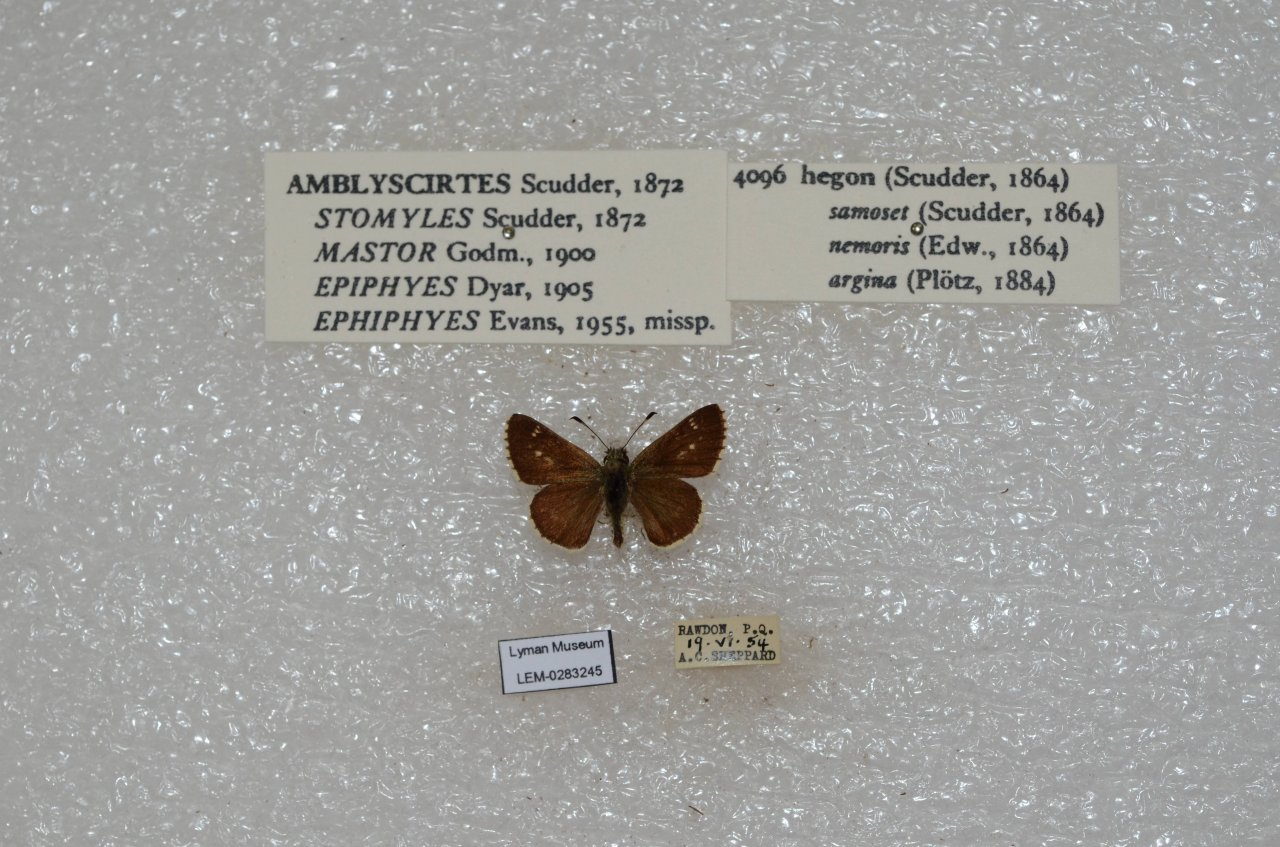 AMBLYSCIRTES Scudder, 1872
STOMYLES Scudder, 1872
MASTOR Godm., 1900
EPIPHYES Dyar, 1905
EPHIPHYES Evans, 1955, missp.
4096 hegon (Scudder, 1864)
samoset (Scudder, 1864)
nemoris (Edw., 1864)
argina (Plötz, 1884)
Lyman Museum
LEM-0283245
RAWDON, P.Q.
19. VI. 54
A.C. SHEPPARD